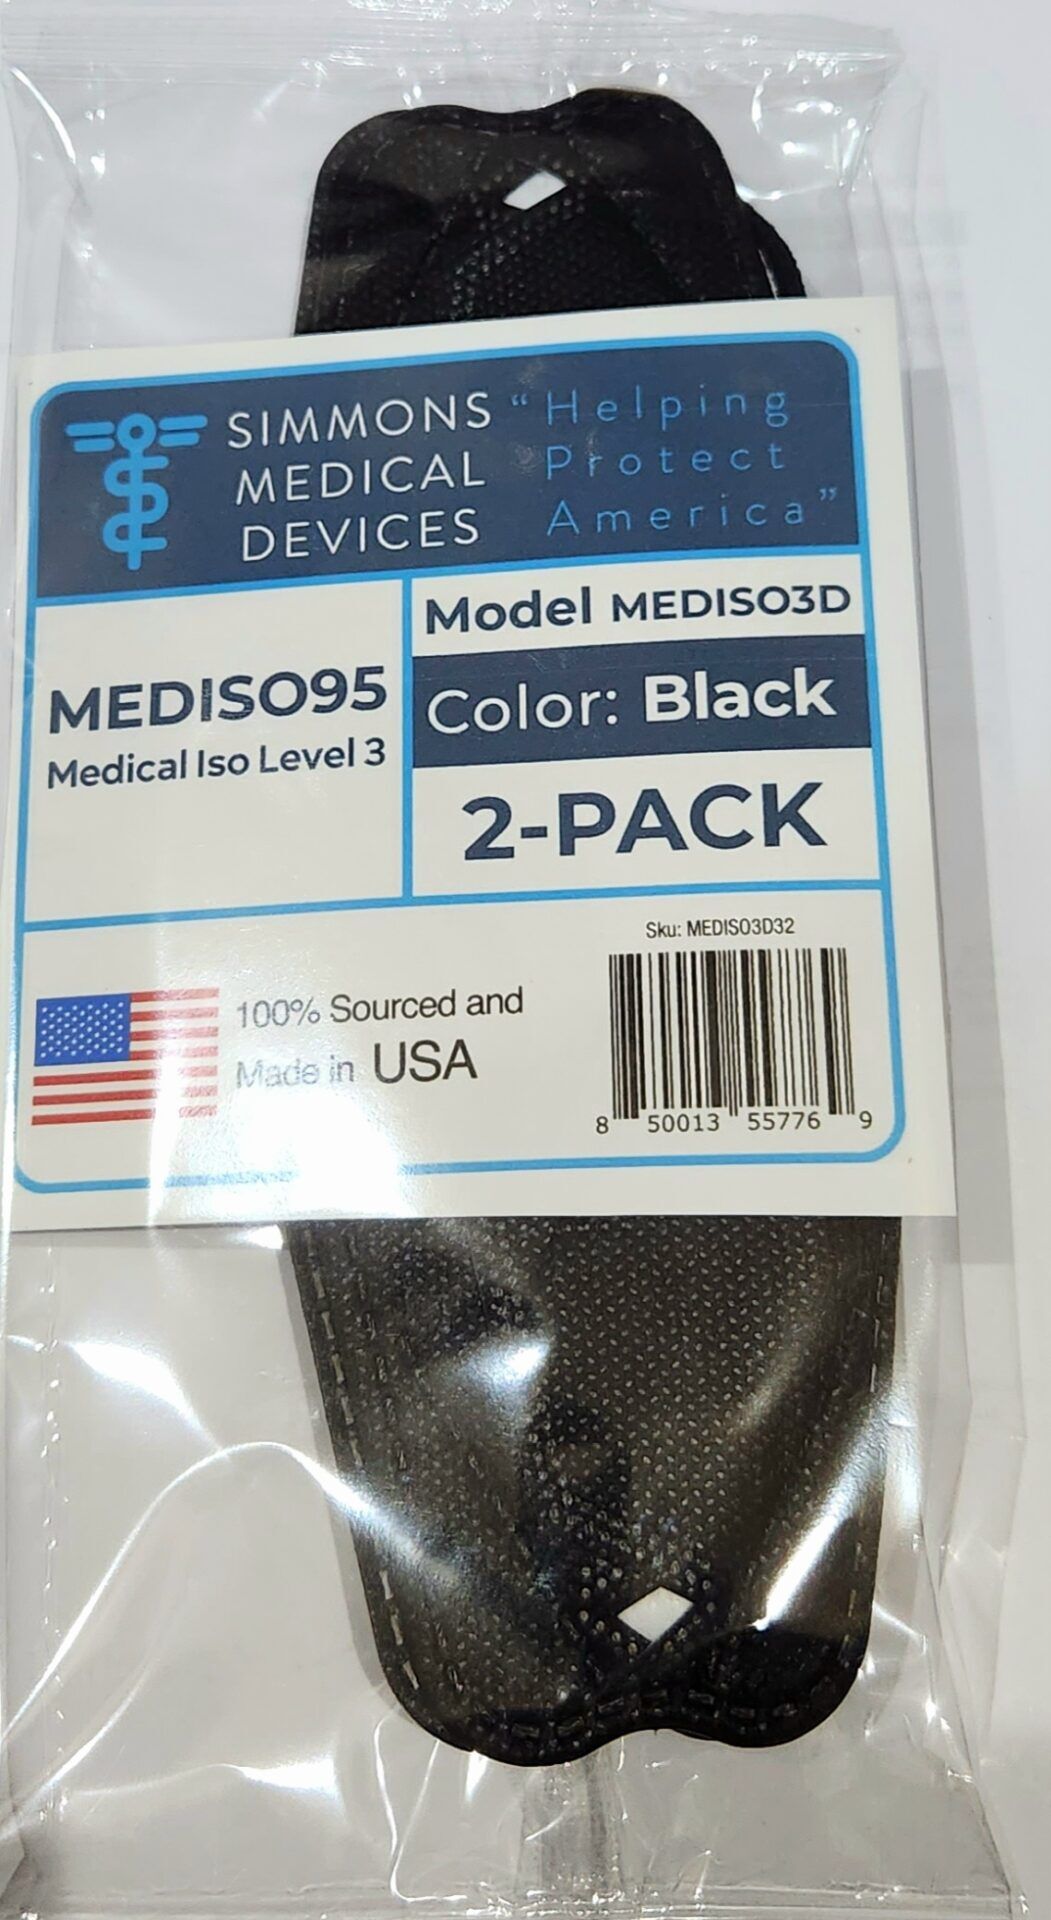 SIMMONS
MEDICAL
DEVICES
“Helping
Protect
America”
MEDISO95
Medical Iso Level 3
Model MEDISO3D
Color: Black
2-PACK
100% Sourced and
Made in USA
Sku: MEDISO3D32
8 50013 55776 9